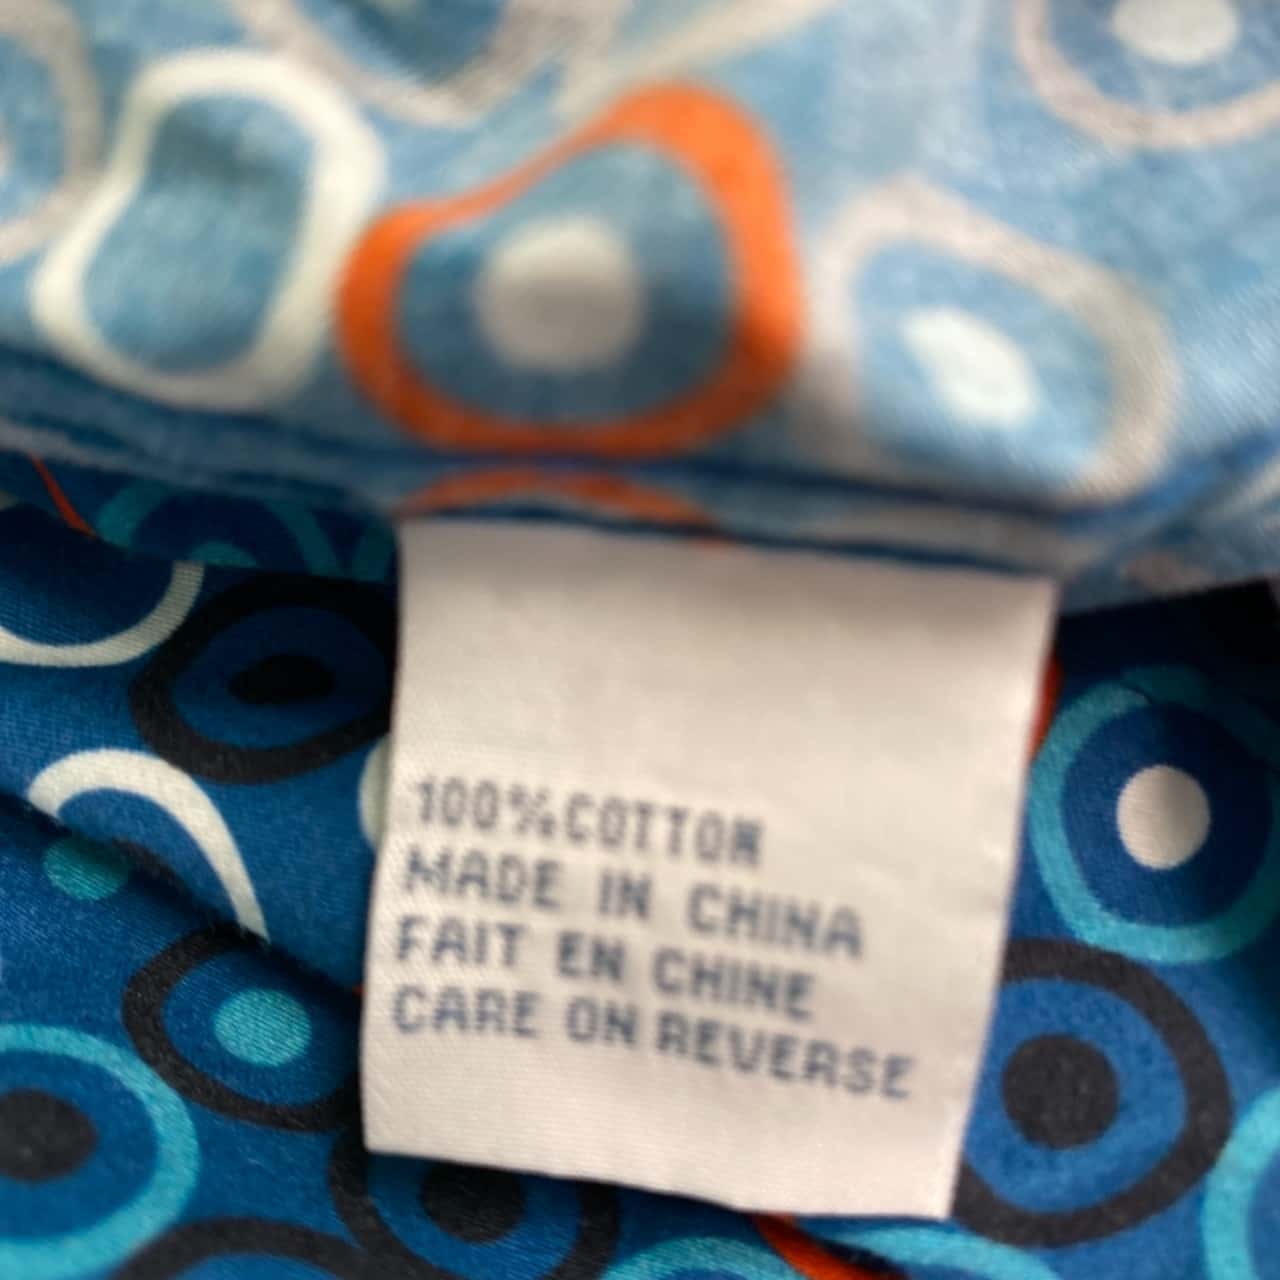 100%COTTON
MADE IN CHINA
FAIT EN CHINE
CARE ON REVERSE